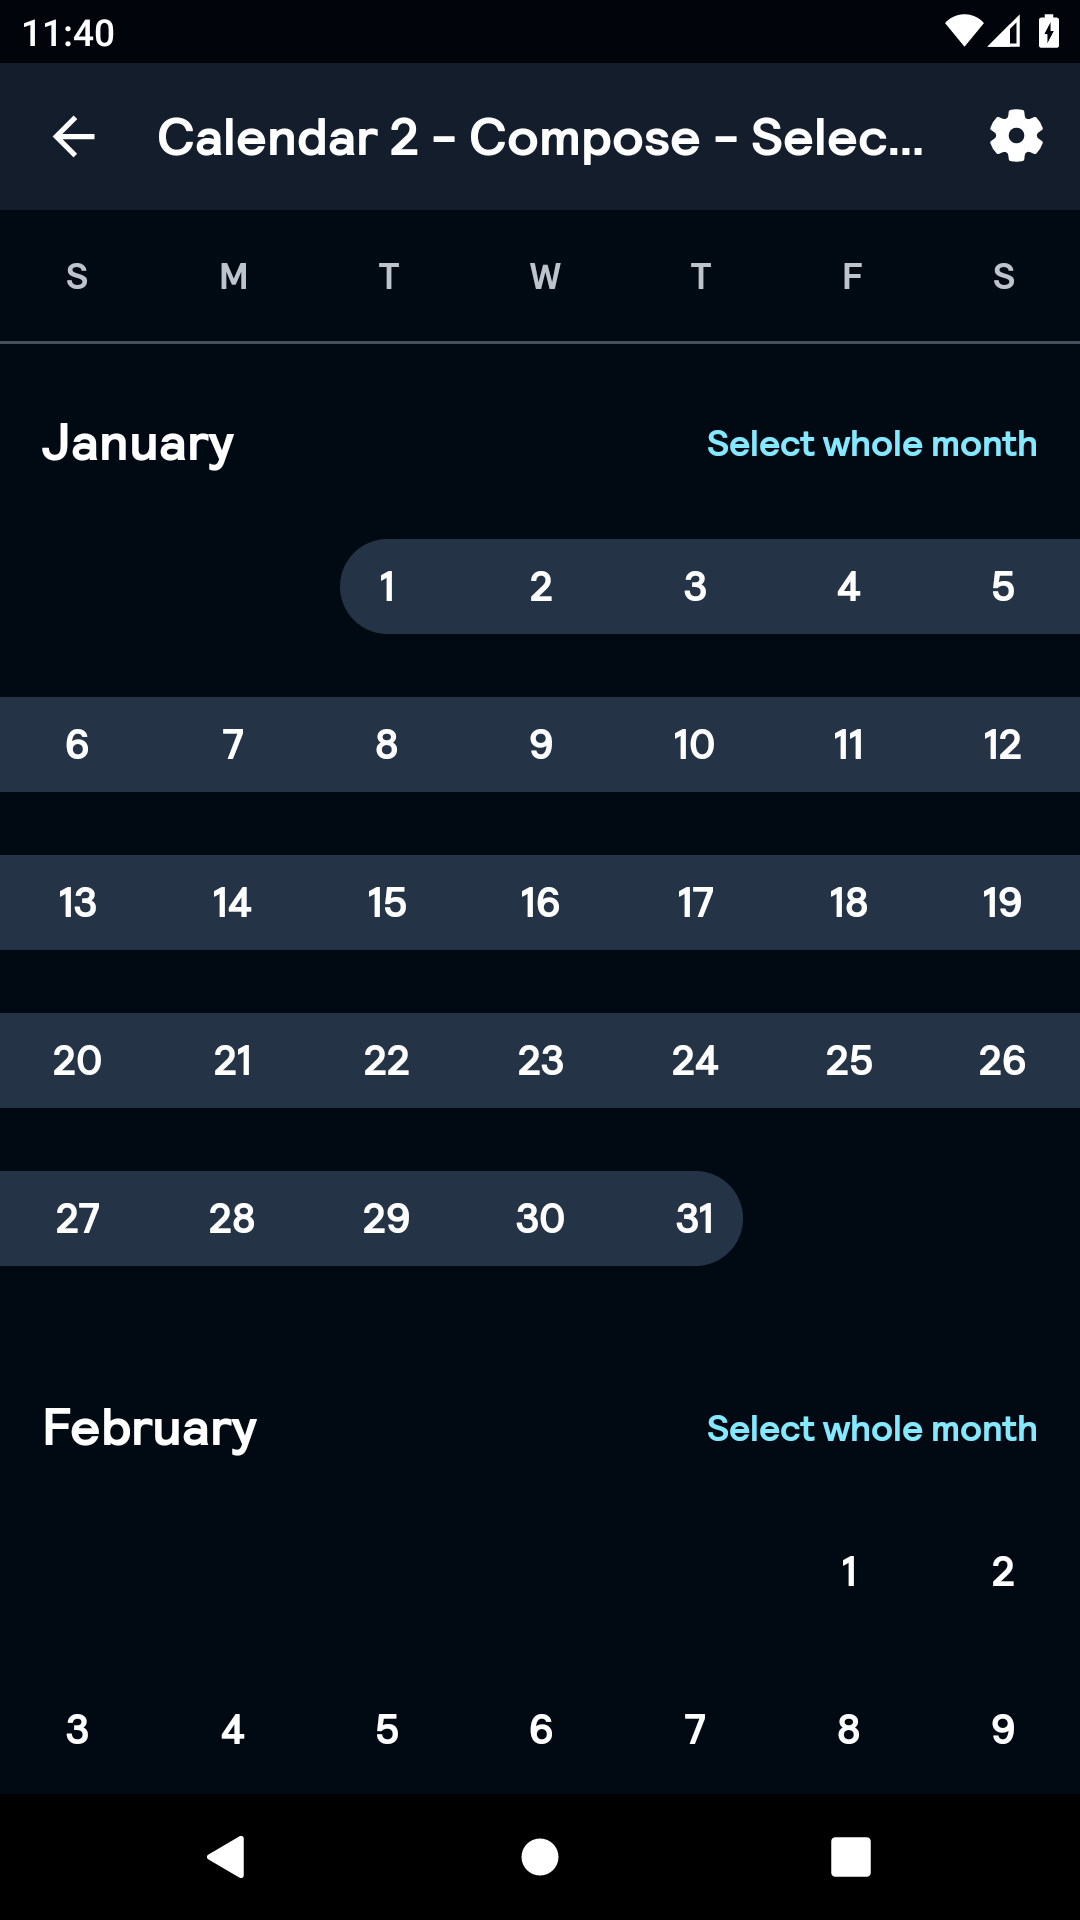 11:40
Calendar 2 - Compose - Selec...
S M T W T F S
January Select whole month
1 2 3 4 5
6 7 8 9 10 11 12
13 14 15 16 17 18 19
20 21 22 23 24 25 26
27 28 29 30 31
February Select whole month
1 2
3 4 5 6 7 8 9